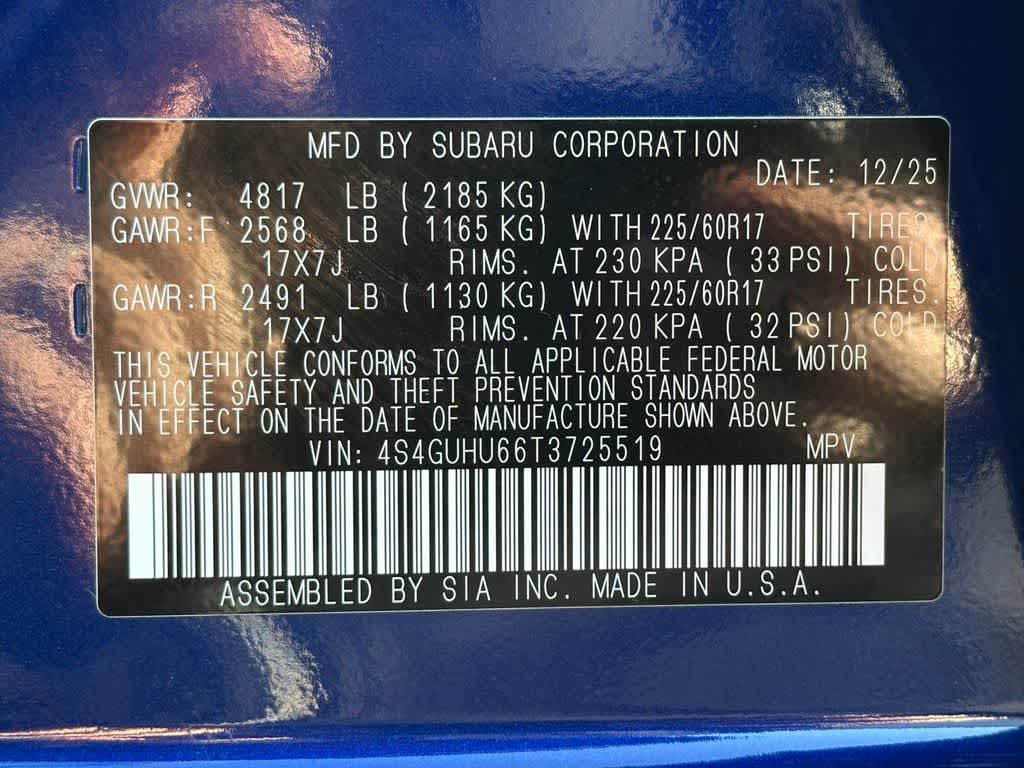 MFD BY SUBARU CORPORATION
DATE: 12/25
GVWR: 4817 LB ( 2185 KG)
GAWR:F 2568 LB ( 1165 KG) WITH 225/60R17 TIRES.
17X7J RIMS. AT 230 KPA ( 33 PSI) COLD
GAWR:R 2491 LB ( 1130 KG) WITH 225/60R17 TIRES.
17X7J RIMS. AT 220 KPA ( 32 PSI) COLD
THIS VEHICLE CONFORMS TO ALL APPLICABLE FEDERAL MOTOR
VEHICLE SAFETY AND THEFT PREVENTION STANDARDS
IN EFFECT ON THE DATE OF MANUFACTURE SHOWN ABOVE.
VIN: 4S4GUHU66T3725519 MPV
ASSEMBLED BY SIA INC. MADE IN U.S.A.